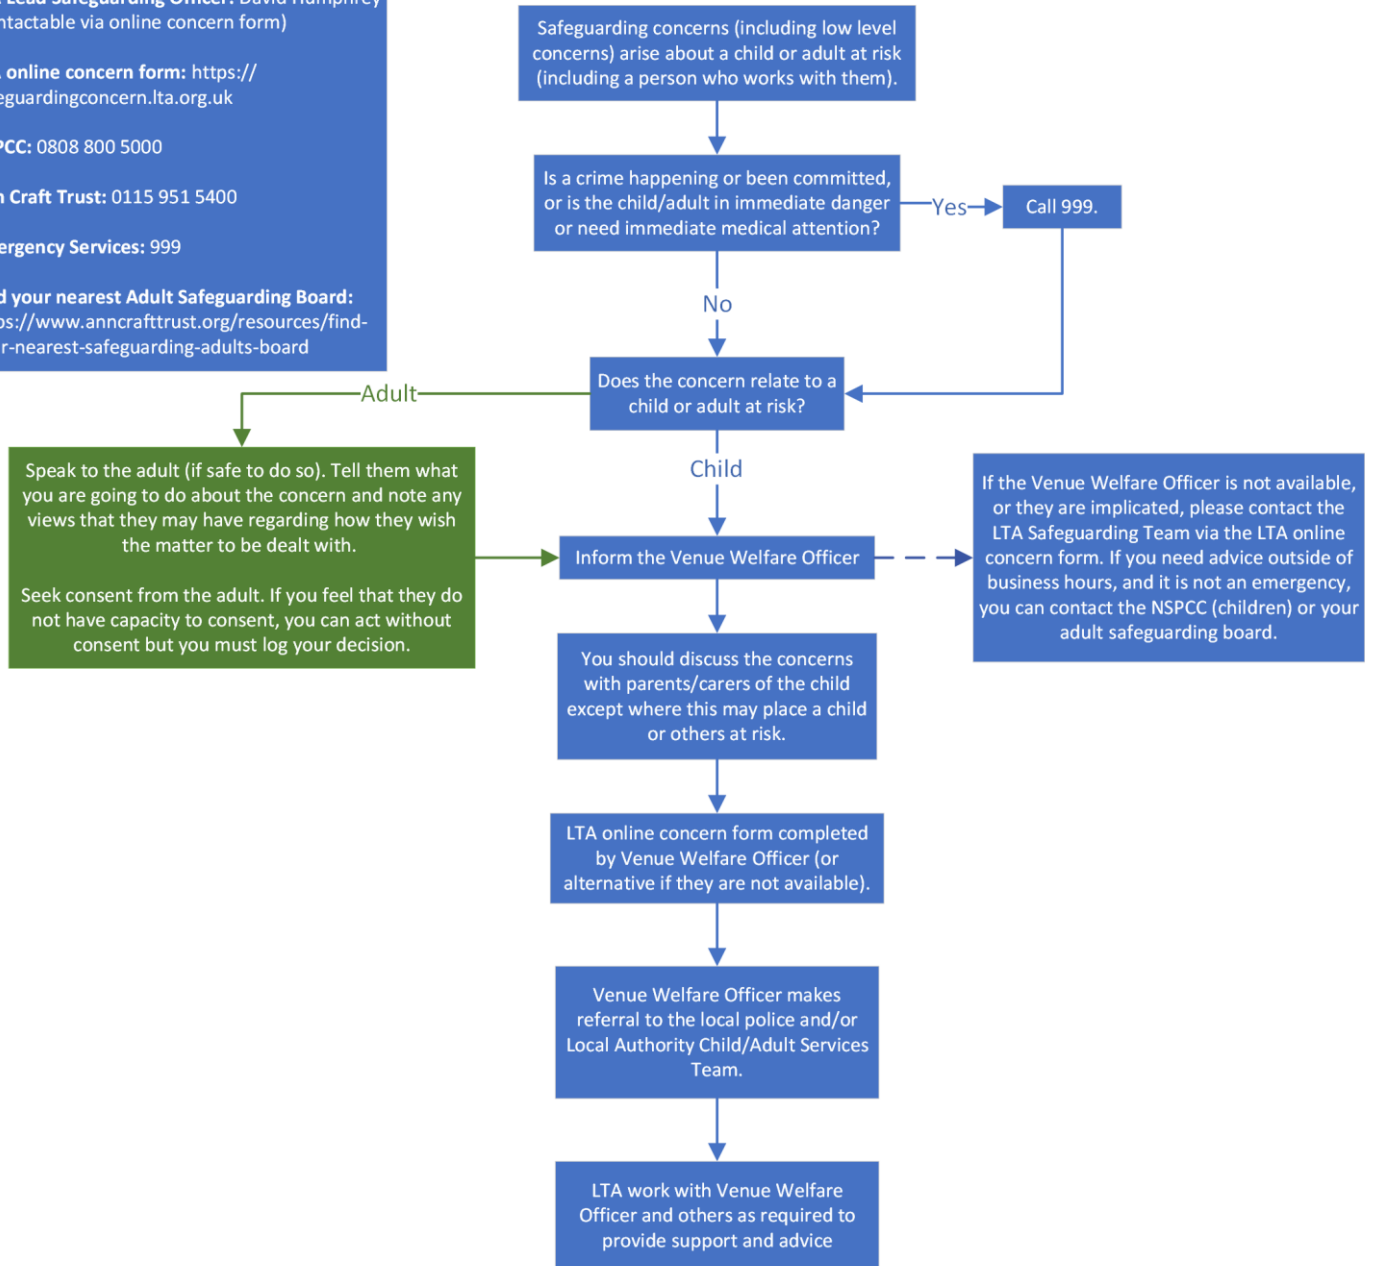 Lead Safeguarding Officer: David Humphrey
ntactable via online concern form)
online concern form: https://
eguardingconcern.lta.org.uk
PCC: 0808 800 5000
Craft Trust: 0115 951 5400
ergency Services: 999
d your nearest Adult Safeguarding Board:
ps://www.anncrafttrust.org/resources/find-
r-nearest-safeguarding-adults-board
Safeguarding concerns (including low level
concerns) arise about a child or adult at risk
(including a person who works with them).
Is a crime happening or been committed,
or is the child/adult in immediate danger
or need immediate medical attention?
Yes
Call 999.
No
Does the concern relate to a
child or adult at risk?
Adult
Child
Speak to the adult (if safe to do so). Tell them what
you are going to do about the concern and note any
views that they may have regarding how they wish
the matter to be dealt with.
Seek consent from the adult. If you feel that they do
not have capacity to consent, you can act without
consent but you must log your decision.
Inform the Venue Welfare Officer
If the Venue Welfare Officer is not available,
or they are implicated, please contact the
LTA Safeguarding Team via the LTA online
concern form. If you need advice outside of
business hours, and it is not an emergency,
you can contact the NSPCC (children) or your
adult safeguarding board.
You should discuss the concerns
with parents/carers of the child
except where this may place a child
or others at risk.
LTA online concern form completed
by Venue Welfare Officer (or
alternative if they are not available).
Venue Welfare Officer makes
referral to the local police and/or
Local Authority Child/Adult Services
Team.
LTA work with Venue Welfare
Officer and others as required to
provide support and advice